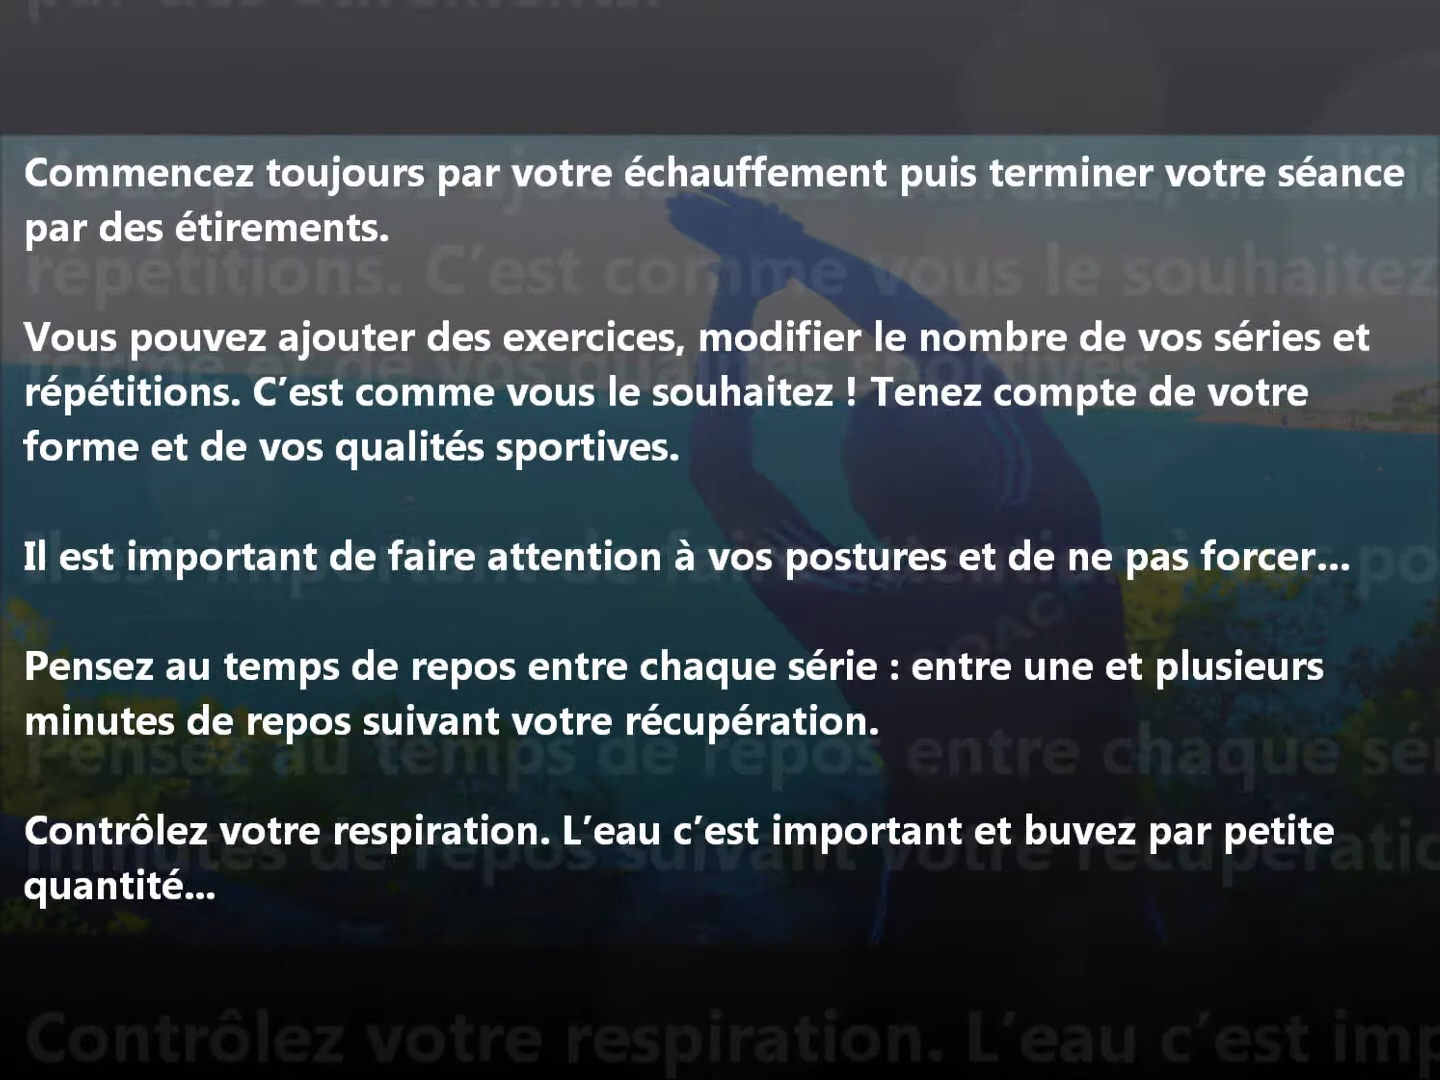 Commencez toujours par votre échauffement puis terminer votre séance
par des étirements.
Vous pouvez ajouter des exercices, modifier le nombre de vos séries et
répétitions. C’est comme vous le souhaitez ! Tenez compte de votre
forme et de vos qualités sportives.
Il est important de faire attention à vos postures et de ne pas forcer...
Pensez au temps de repos entre chaque série : entre une et plusieurs
minutes de repos suivant votre récupération.
Contrôlez votre respiration. L’eau c’est important et buvez par petite
quantité...